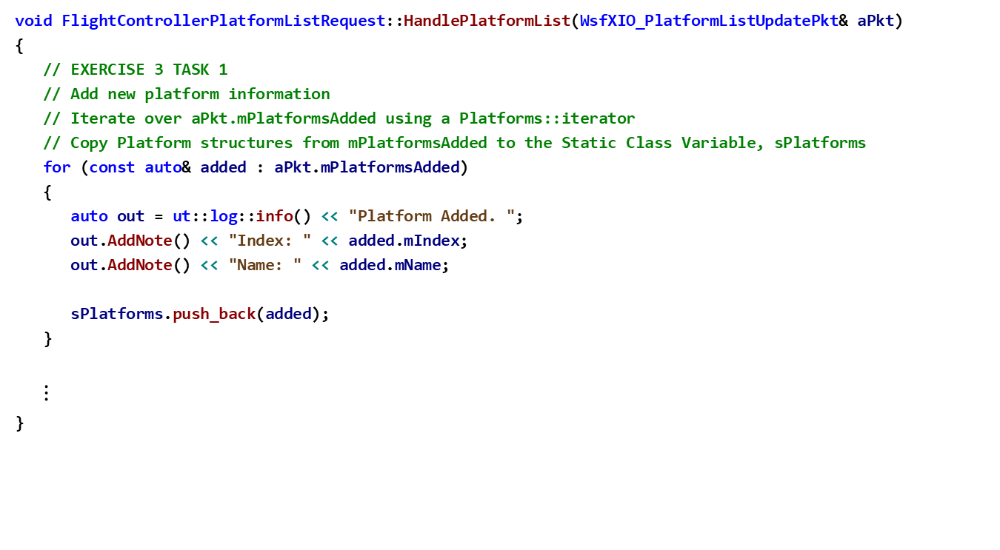 void FlightControllerPlatformListRequest::HandlePlatformList(WsfXIO_PlatformListUpdatePkt& aPkt)
{
   // EXERCISE 3 TASK 1
   // Add new platform information
   // Iterate over aPkt.mPlatformsAdded using a Platforms::iterator
   // Copy Platform structures from mPlatformsAdded to the Static Class Variable, sPlatforms
   for (const auto& added : aPkt.mPlatformsAdded)
   {
      auto out = ut::log::info() << "Platform Added. ";
      out.AddNote() << "Index: " << added.mIndex;
      out.AddNote() << "Name: " << added.mName;

      sPlatforms.push_back(added);
   }

   ⋮
}